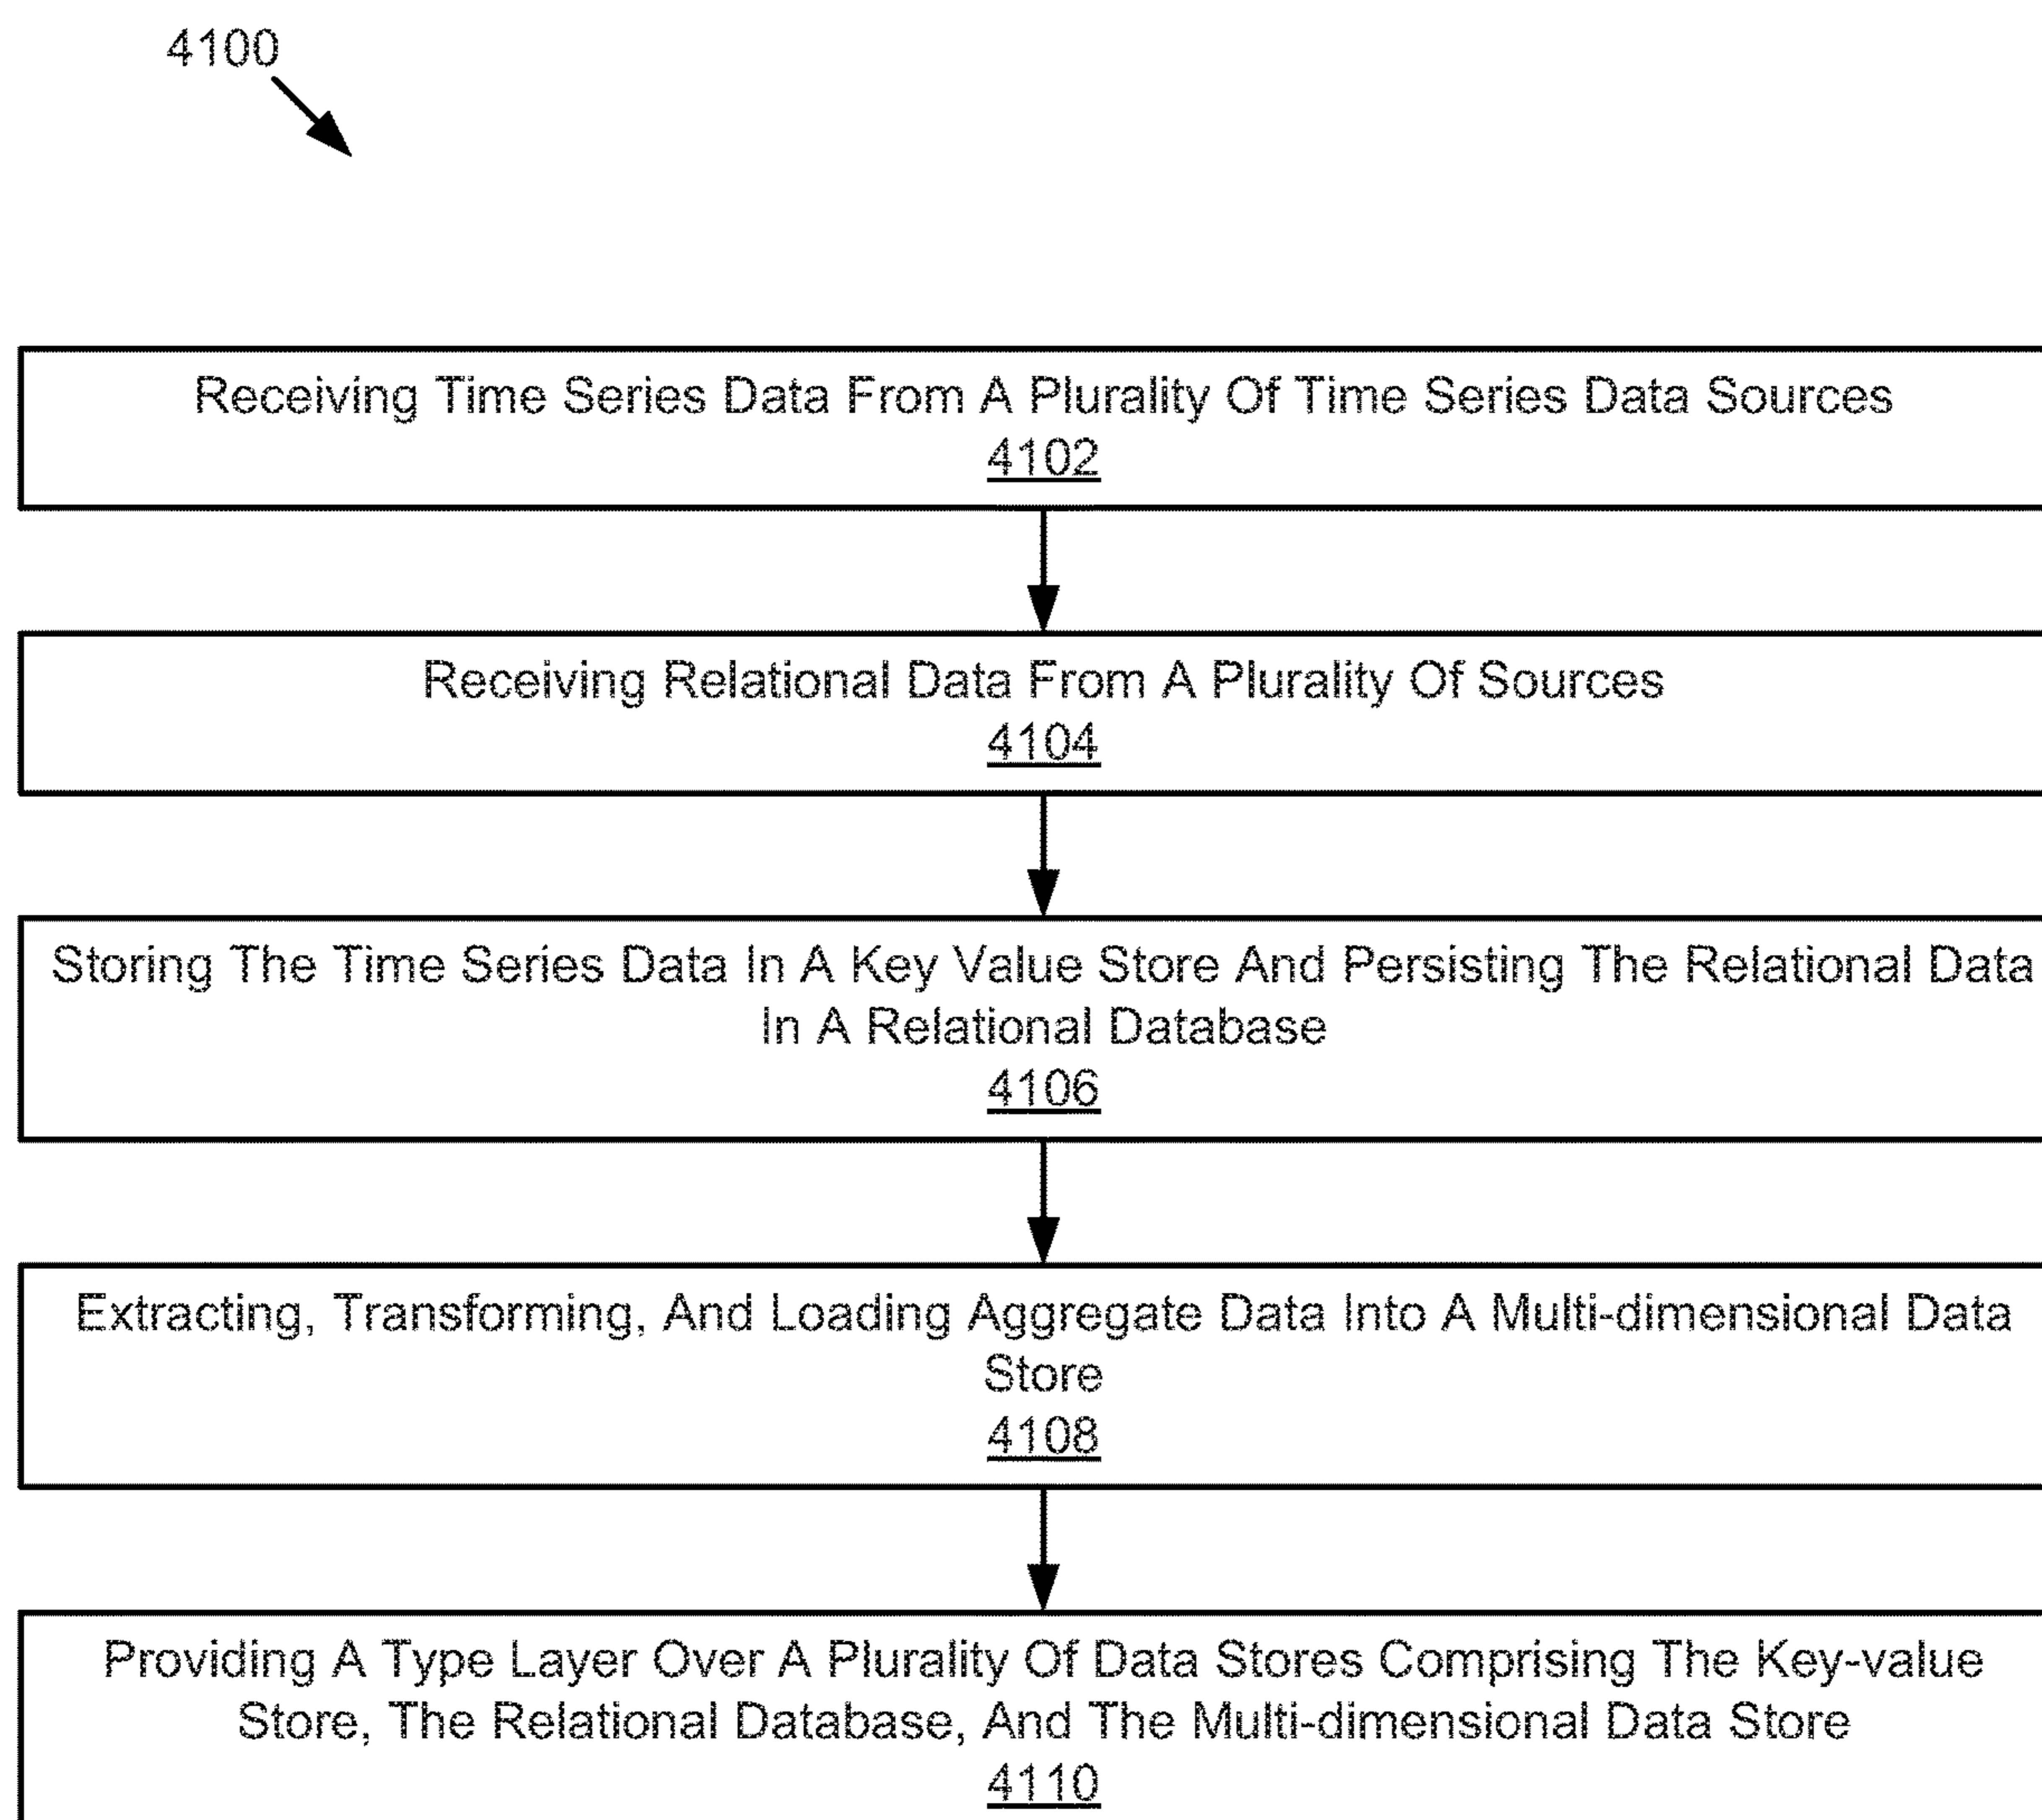 4100
Receiving Time Series Data From A Plurality Of Time Series Data Sources
4102
Receiving Relational Data From A Plurality Of Sources
4104
Storing The Time Series Data In A Key Value Store And Persisting The Relational Data
In A Relational Database
4106
Extracting, Transforming, And Loading Aggregate Data Into A Multi-dimensional Data
Store
4108
Providing A Type Layer Over A Plurality Of Data Stores Comprising The Key-value
Store, The Relational Database, And The Multi-dimensional Data Store
4110